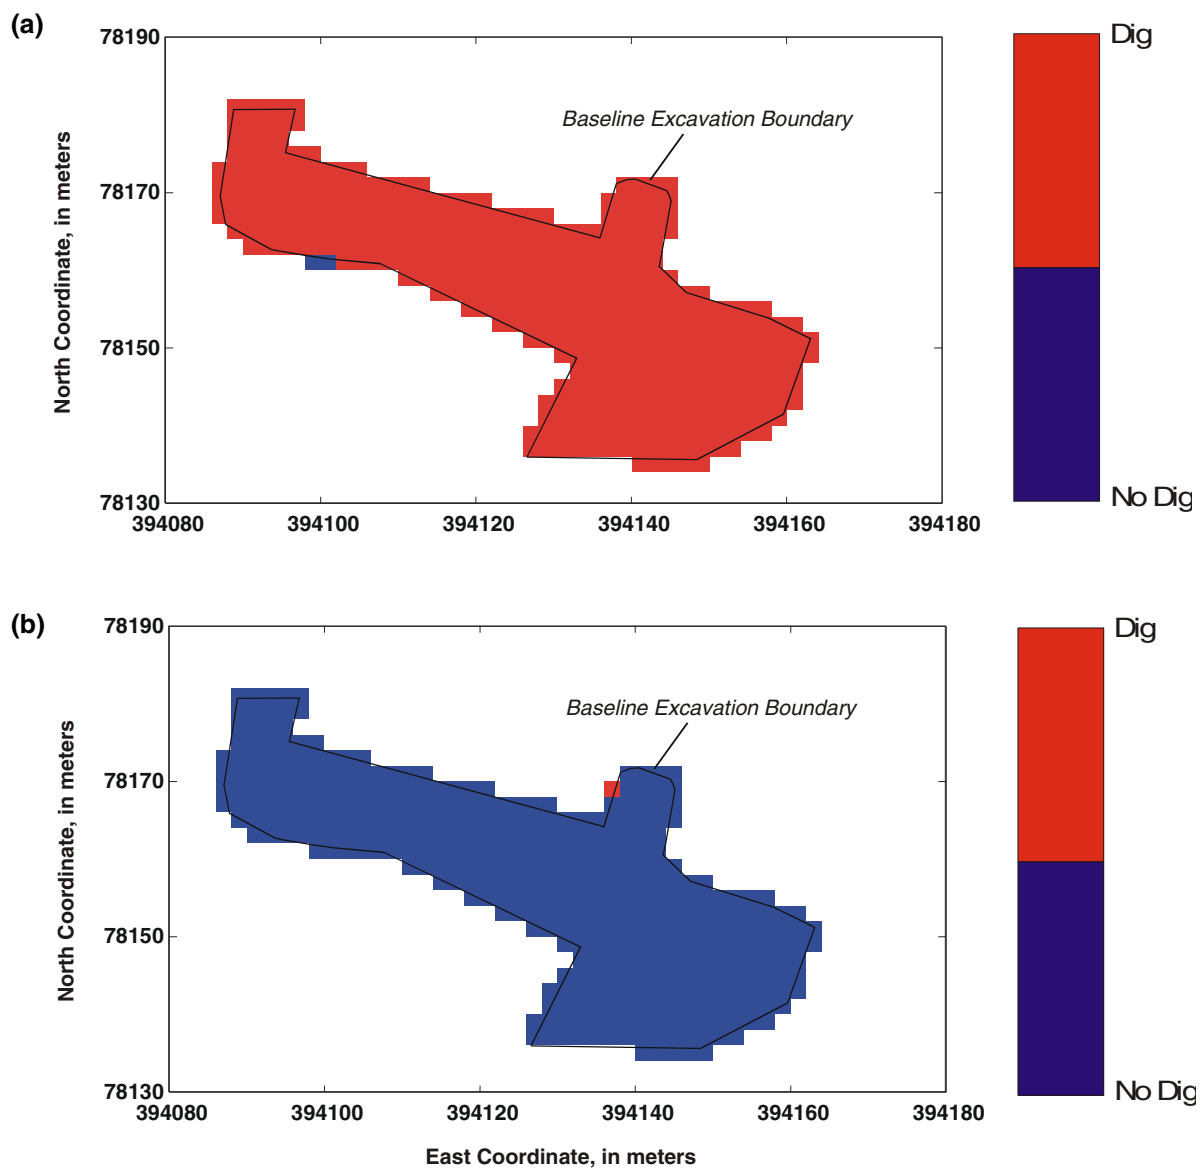 (a)
78190
78170
78150
78130
North Coordinate, in meters
Baseline Excavation Boundary
394080
394100
394120
394140
394160
394180
Dig
No Dig
(b)
78190
78170
78150
78130
North Coordinate, in meters
Baseline Excavation Boundary
394080
394100
394120
394140
394160
394180
East Coordinate, in meters
Dig
No Dig